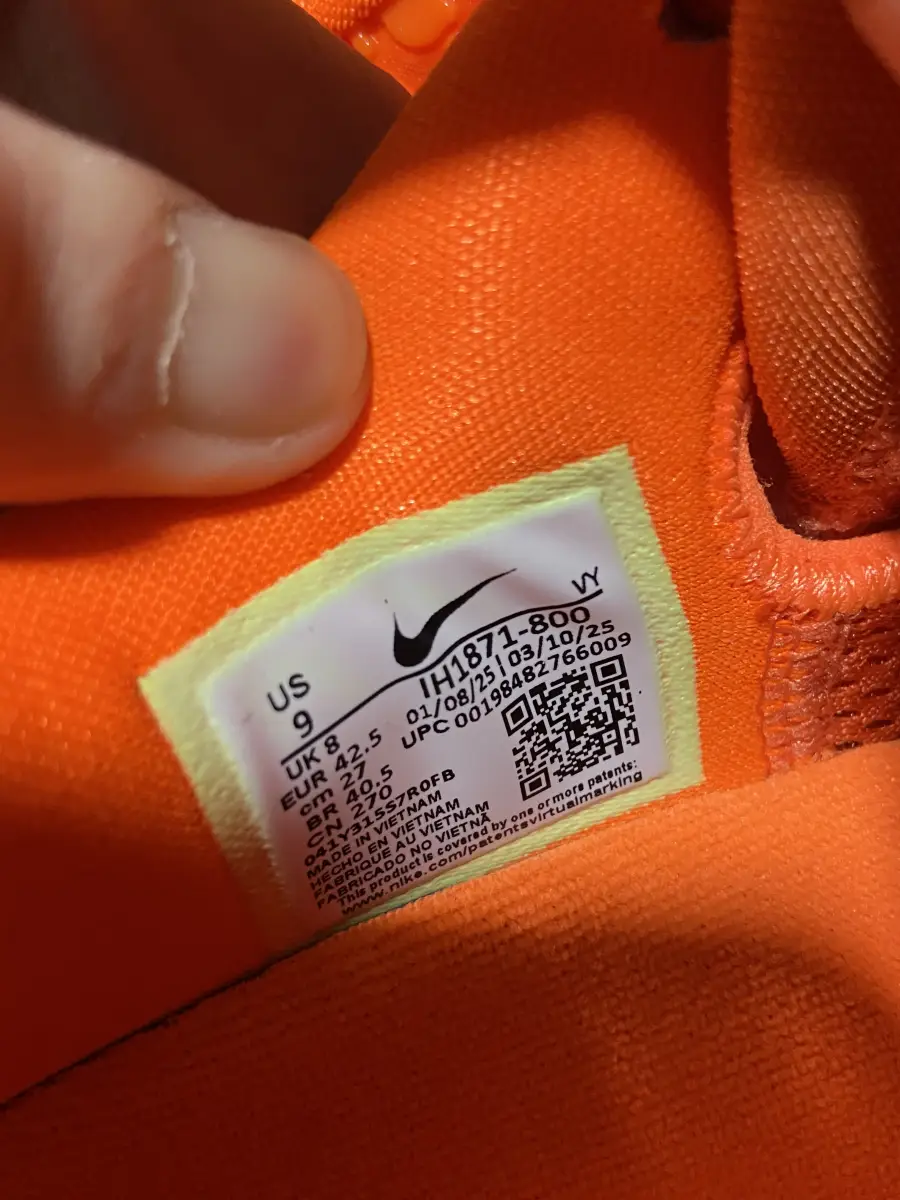 VY
IH1871-800
01/08/25 | 03/10/25
UPC 00198482766009
US
9
UK 8
EUR 42.5
cm 27
BR 40.5
CN 270
041Y31557R0FB
MADE IN VIETNAM
HECHO EN VIETNAM
FABRIQUE AU VIETNAM
FABRICADO NO VIETNÃ
This product is covered by one or more patents:
www.nike.com/patentsvirtualmarking